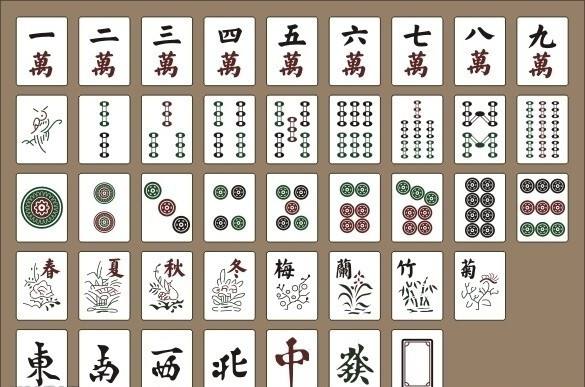 一 二 三 四 五 六 七 八 九
萬 萬 萬 萬 萬 萬 萬 萬 萬
春 夏 秋 冬 梅 蘭 竹 菊
東 南 西 北 中 發